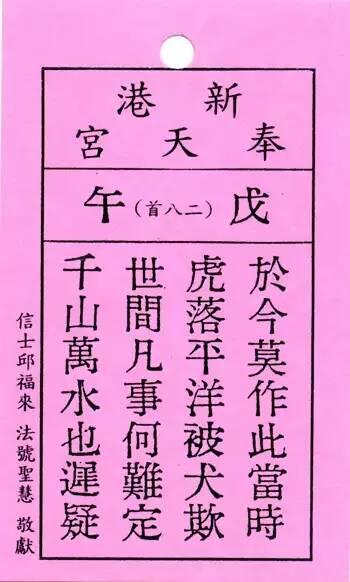 新港
奉天宮
戊午（二八首）
於今莫作此當時
虎落平洋被犬欺
世間凡事何難定
千山萬水也遲疑
信士邱福來 法號聖慧 敬獻